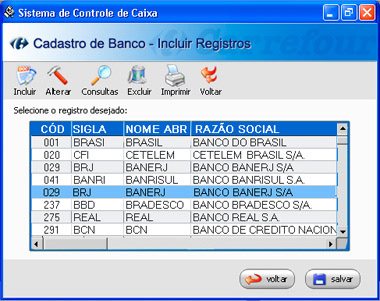 Sistema de Controle de Caixa
Cadastro de Banco - Incluir Registros
Incluir Alterar Consultas Excluir Imprimir Voltar
Selecione o registro desejado:
CÓD SIGLA NOME ABR RAZÃO SOCIAL
001 BRASI BRASIL BANCO DO BRASIL
020 CFI CETELEM CETELEM BRASIL S/A.
029 BRJ BANERJ BANCO BANERJ S/A
041 BANRI BANRISUL BANCO BANRISUL S.A.
029 BRJ BANERJ BANCO BANERJ S/A
237 BBD BRADESCO BANCO BRADESCO S/A
275 REAL REAL BANCO REAL S.A.
291 BCN BCN BANCO DE CREDITO NACION
voltar salvar